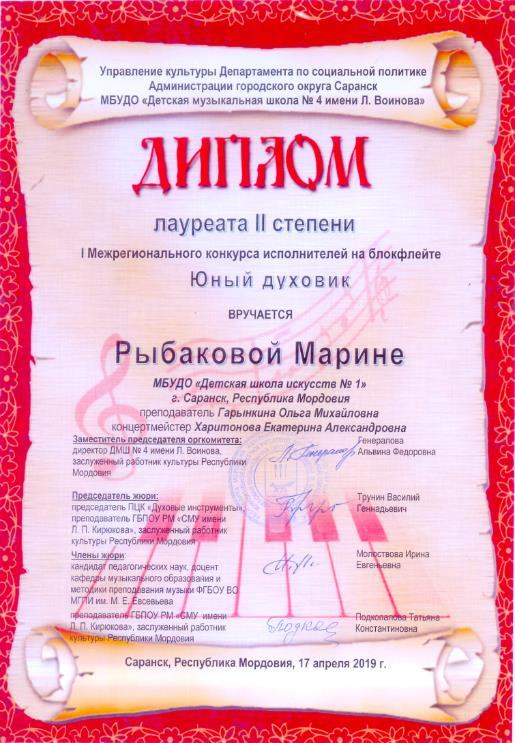 Управление культуры Департамента по социальной политике
Администрации городского округа Саранск
МБУДО «Детская музыкальная школа № 4 имени Л. Воинова»
ДИПЛОМ
лауреата II степени
I Межрегионального конкурса исполнителей на блокфлейте
Юный духовик
ВРУЧАЕТСЯ
Рыбаковой Марине
МБУДО «Детская школа искусств № 1»
г. Саранск, Республика Мордовия
преподаватель Гарынкина Ольга Михайловна
концертмейстер Харитонова Екатерина Александровна
Заместитель председателя оргкомитета:
директор ДМШ № 4 имени Л. Воинова,
заслуженный работник культуры Республики
Мордовия
Генералова
Альвина Федоровна
Председатель жюри:
председатель ПЦК «Духовые инструменты»,
преподаватель ГБПОУ РМ «СМУ имени
Л. П. Кирюкова», заслуженный работник
культуры Республики Мордовия
Трунин Василий
Геннадьевич
Члены жюри:
кандидат педагогических наук, доцент
кафедры музыкального образования и
методики преподавания музыки ФГБОУ ВО
МГПИ им. М. Е. Евсевьева
Молоствова Ирина
Евгеньевна
преподаватель ГБПОУ РМ «СМУ имени
Л. П. Кирюкова», заслуженный работник
культуры Республики Мордовия
Подкопалова Татьяна
Константиновна
Саранск, Республика Мордовия, 17 апреля 2019 г.